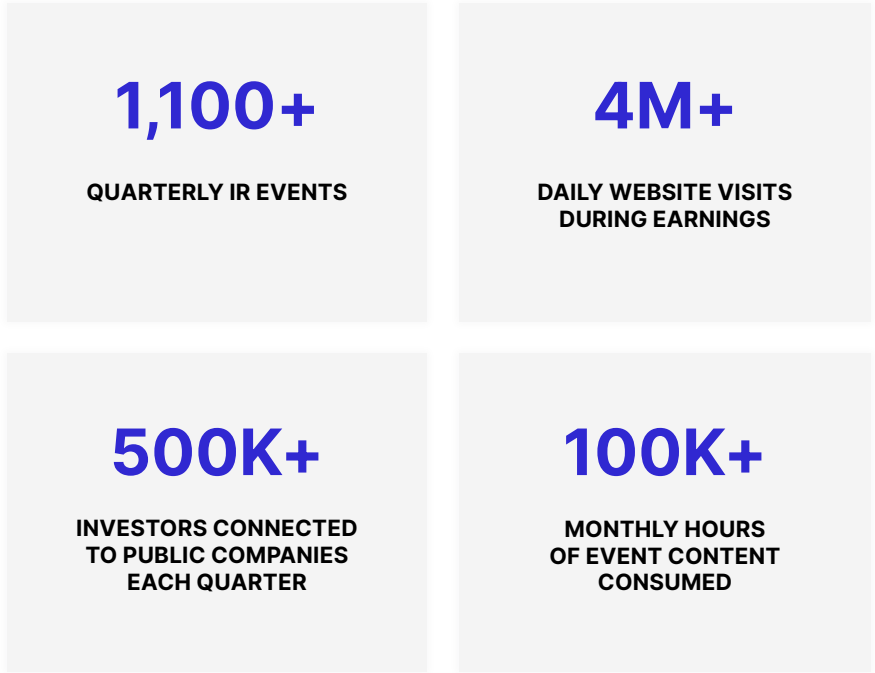 1,100+
QUARTERLY IR EVENTS
4M+
DAILY WEBSITE VISITS
DURING EARNINGS
500K+
INVESTORS CONNECTED
TO PUBLIC COMPANIES
EACH QUARTER
100K+
MONTHLY HOURS
OF EVENT CONTENT
CONSUMED